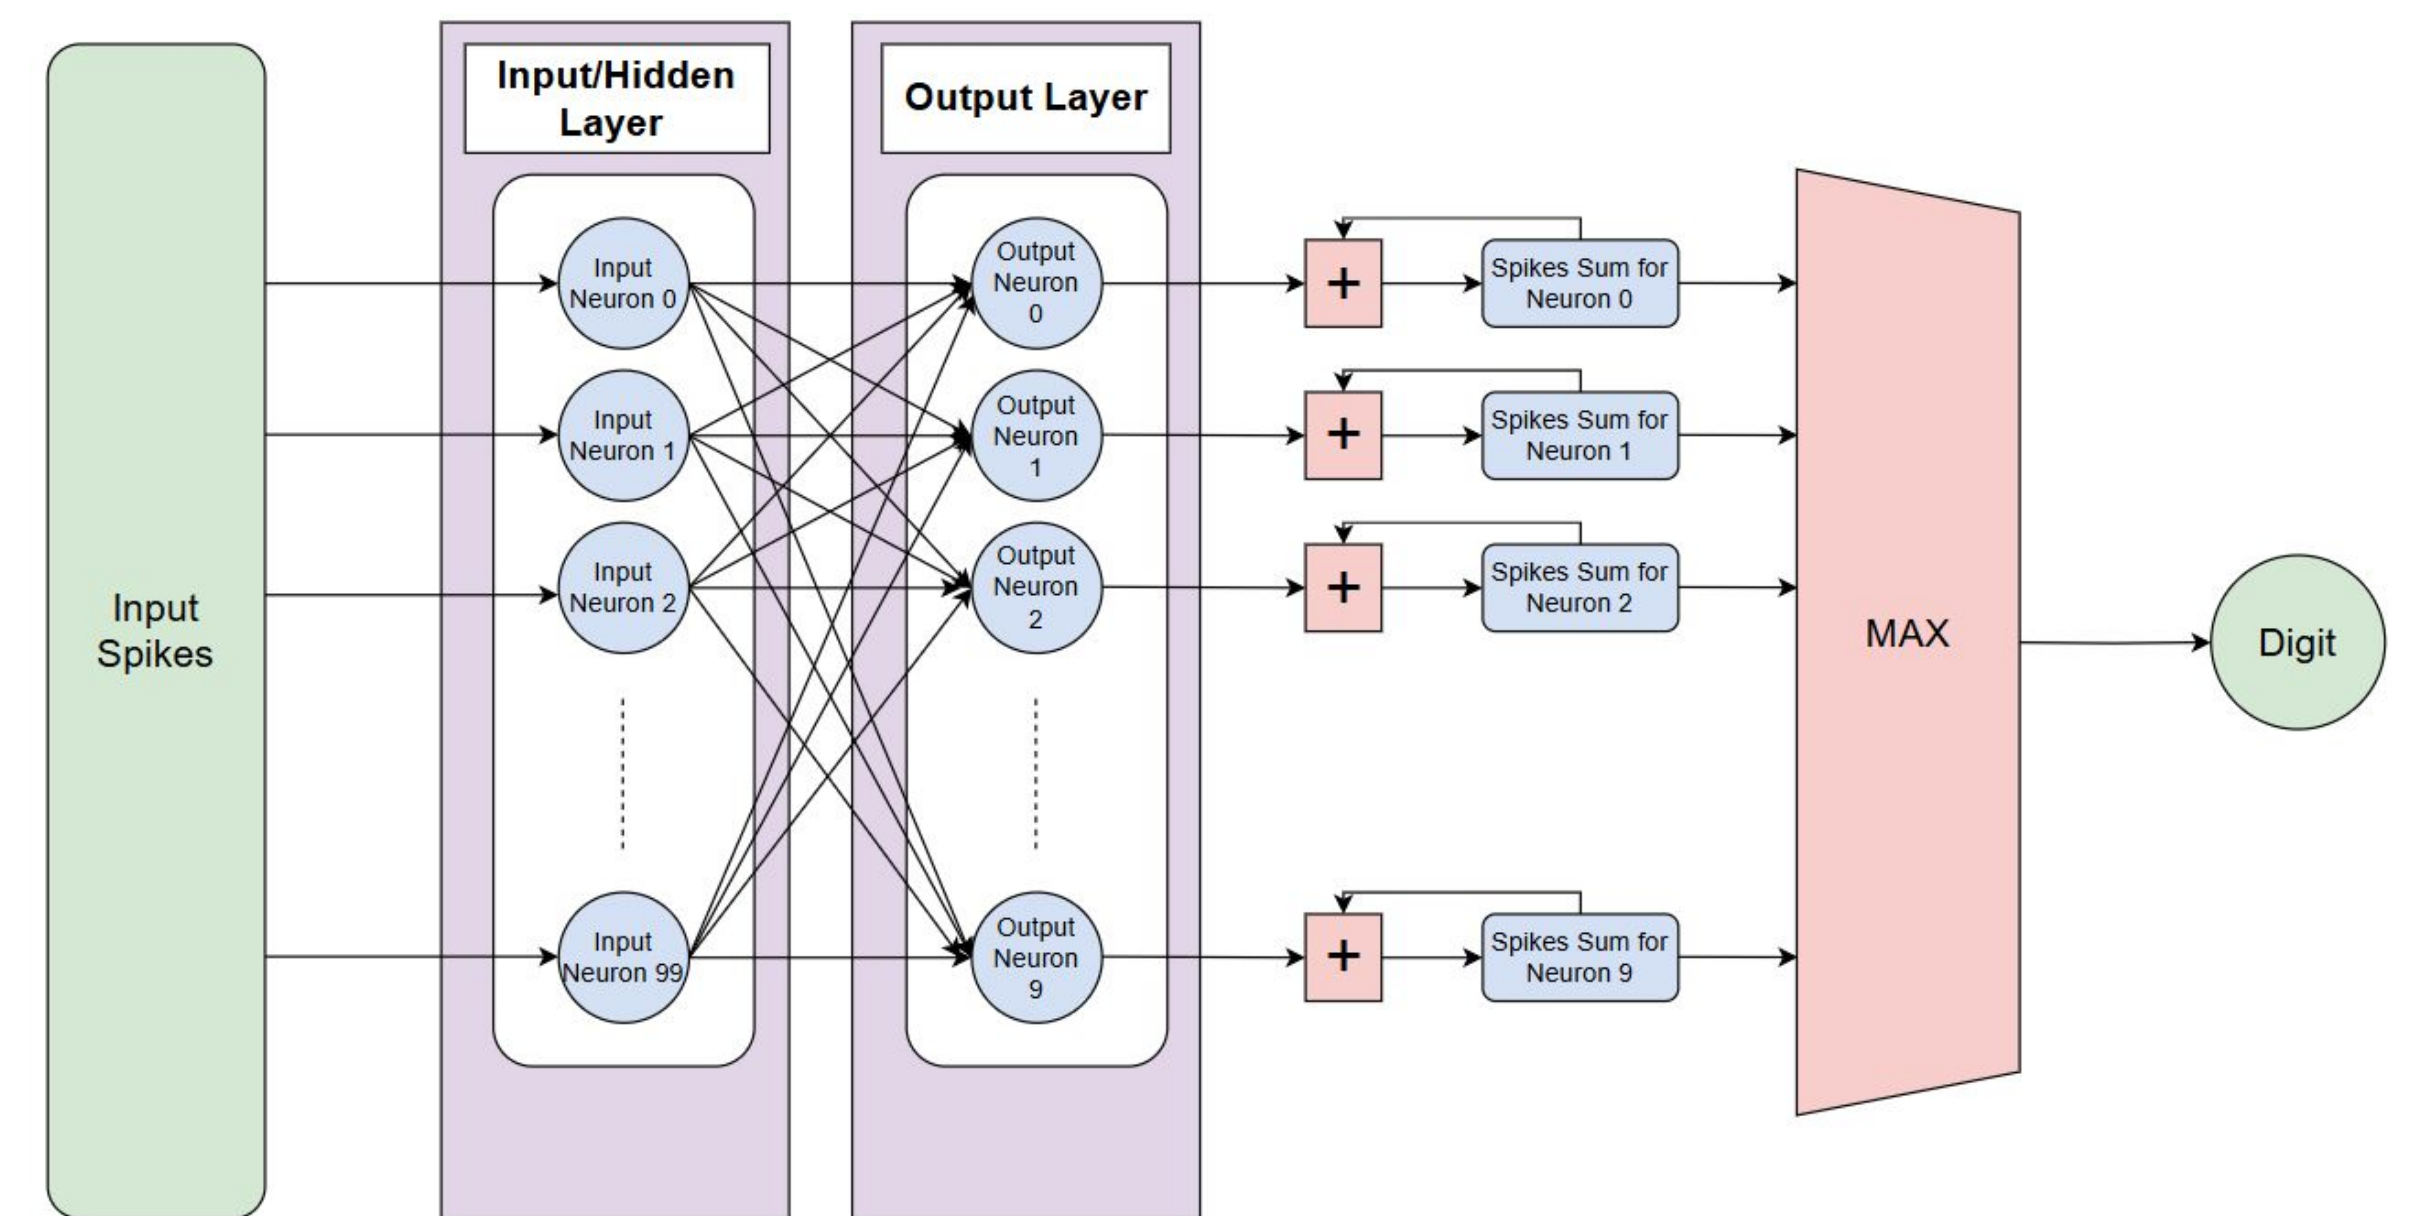 Input/Hidden
Layer
Output Layer
Input
Spikes
Input
Neuron 0
Input
Neuron 1
Input
Neuron 2
Input
Neuron 99
Output
Neuron
0
Output
Neuron
1
Output
Neuron
2
Output
Neuron
9
+
Spikes Sum for
Neuron 0
+
Spikes Sum for
Neuron 1
+
Spikes Sum for
Neuron 2
+
Spikes Sum for
Neuron 9
MAX
Digit